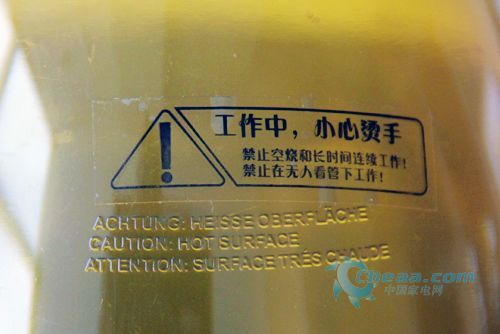 工作中，小心烫手
禁止空烧和长时间连续工作!
禁止在无人看管下工作!
ACHTUNG: HEISSE OBERFLÄCHE
CAUTION: HOT SURFACE
ATTENTION: SURFACE TRÉS CHAUDE
Cheaa.com
中国家电网